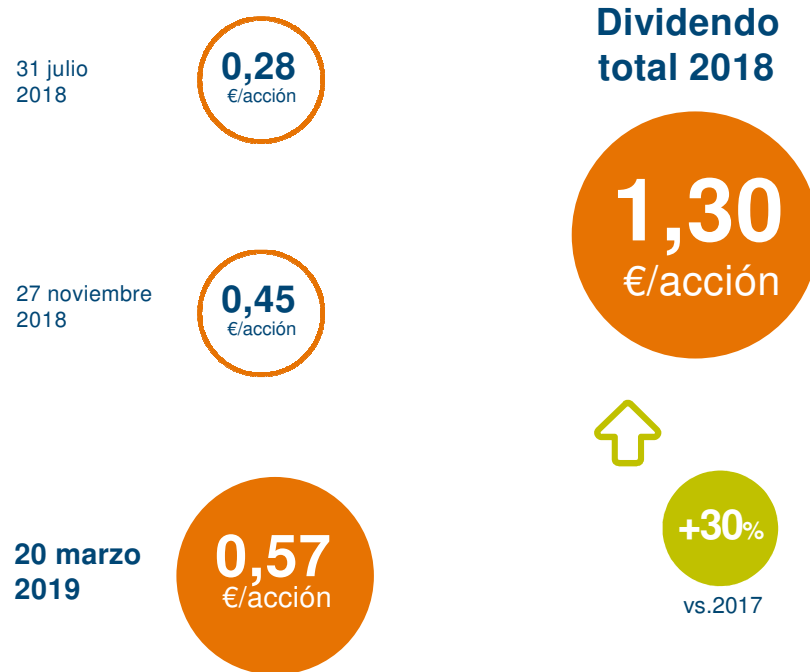 31 julio
2018
0,28
€/acción
27 noviembre
2018
0,45
€/acción
20 marzo
2019
0,57
€/acción
Dividendo
total 2018
1,30
€/acción
+30%
vs.2017